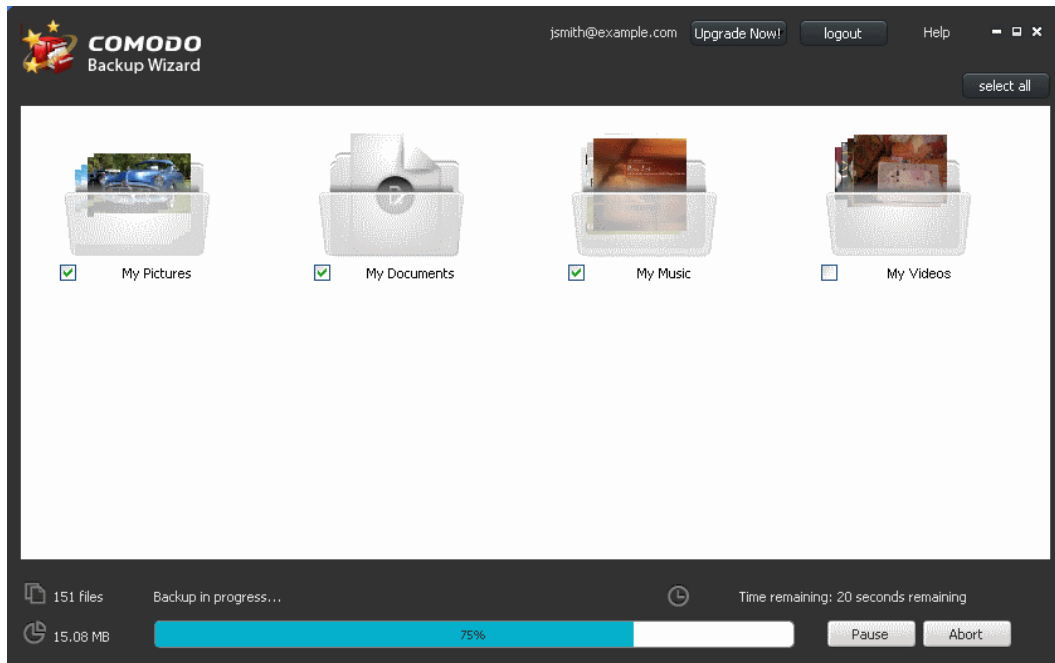 COMODO
Backup Wizard
jsmith@example.com
Upgrade Now!
logout
Help
select all
My Pictures
My Documents
My Music
My Videos
151 files
Backup in progress...
Time remaining: 20 seconds remaining
15.08 MB
75%
Pause
Abort